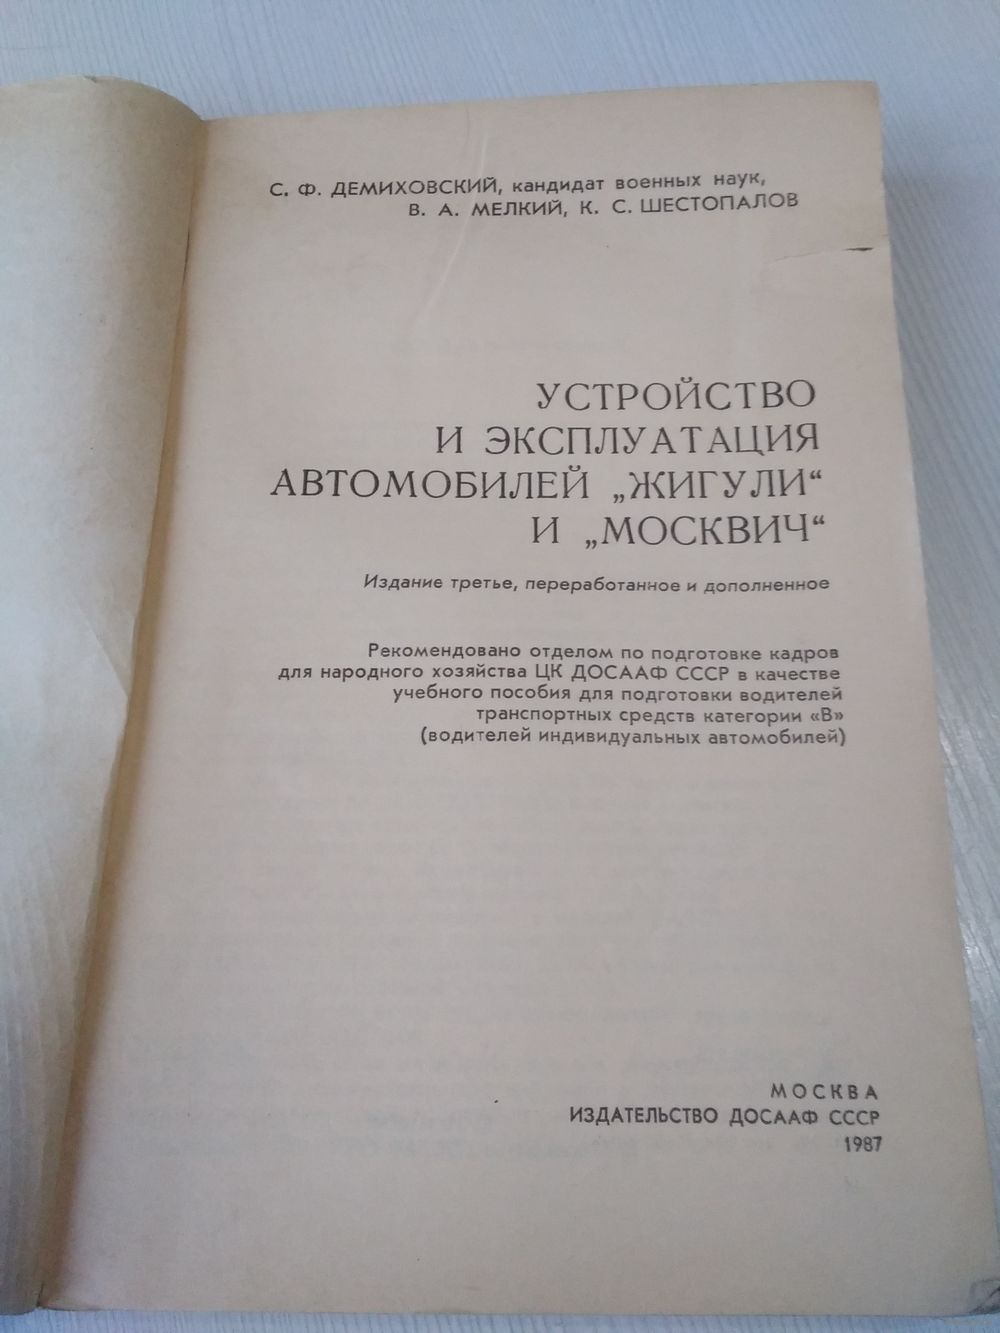 С. Ф. ДЕМИХОВСКИЙ, кандидат военных наук,
В. А. МЕЛКИЙ, К. С. ШЕСТОПАЛОВ
УСТРОЙСТВО
И ЭКСПЛУАТАЦИЯ
АВТОМОБИЛЕЙ „ЖИГУЛИ“
И „МОСКВИЧ“
Издание третье, переработанное и дополненное
Рекомендовано отделом по подготовке кадров
для народного хозяйства ЦК ДОСААФ СССР в качестве
учебного пособия для подготовки водителей
транспортных средств категории «В»
(водителей индивидуальных автомобилей)
МОСКВА
ИЗДАТЕЛЬСТВО ДОСААФ СССР
1987